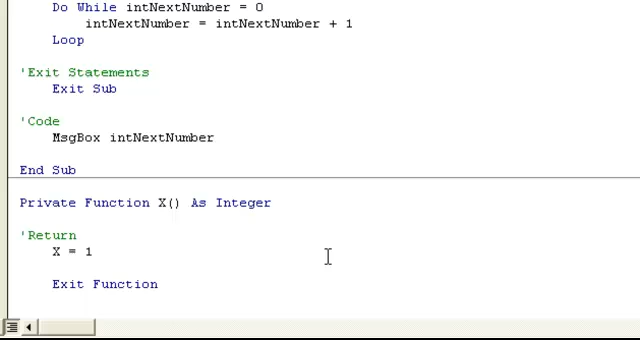 Do While intNextNumber = 0
intNextNumber = intNextNumber + 1
Loop
'Exit Statements
Exit Sub
'Code
MsgBox intNextNumber
End Sub
Private Function X() As Integer
'Return
X = 1
Exit Function